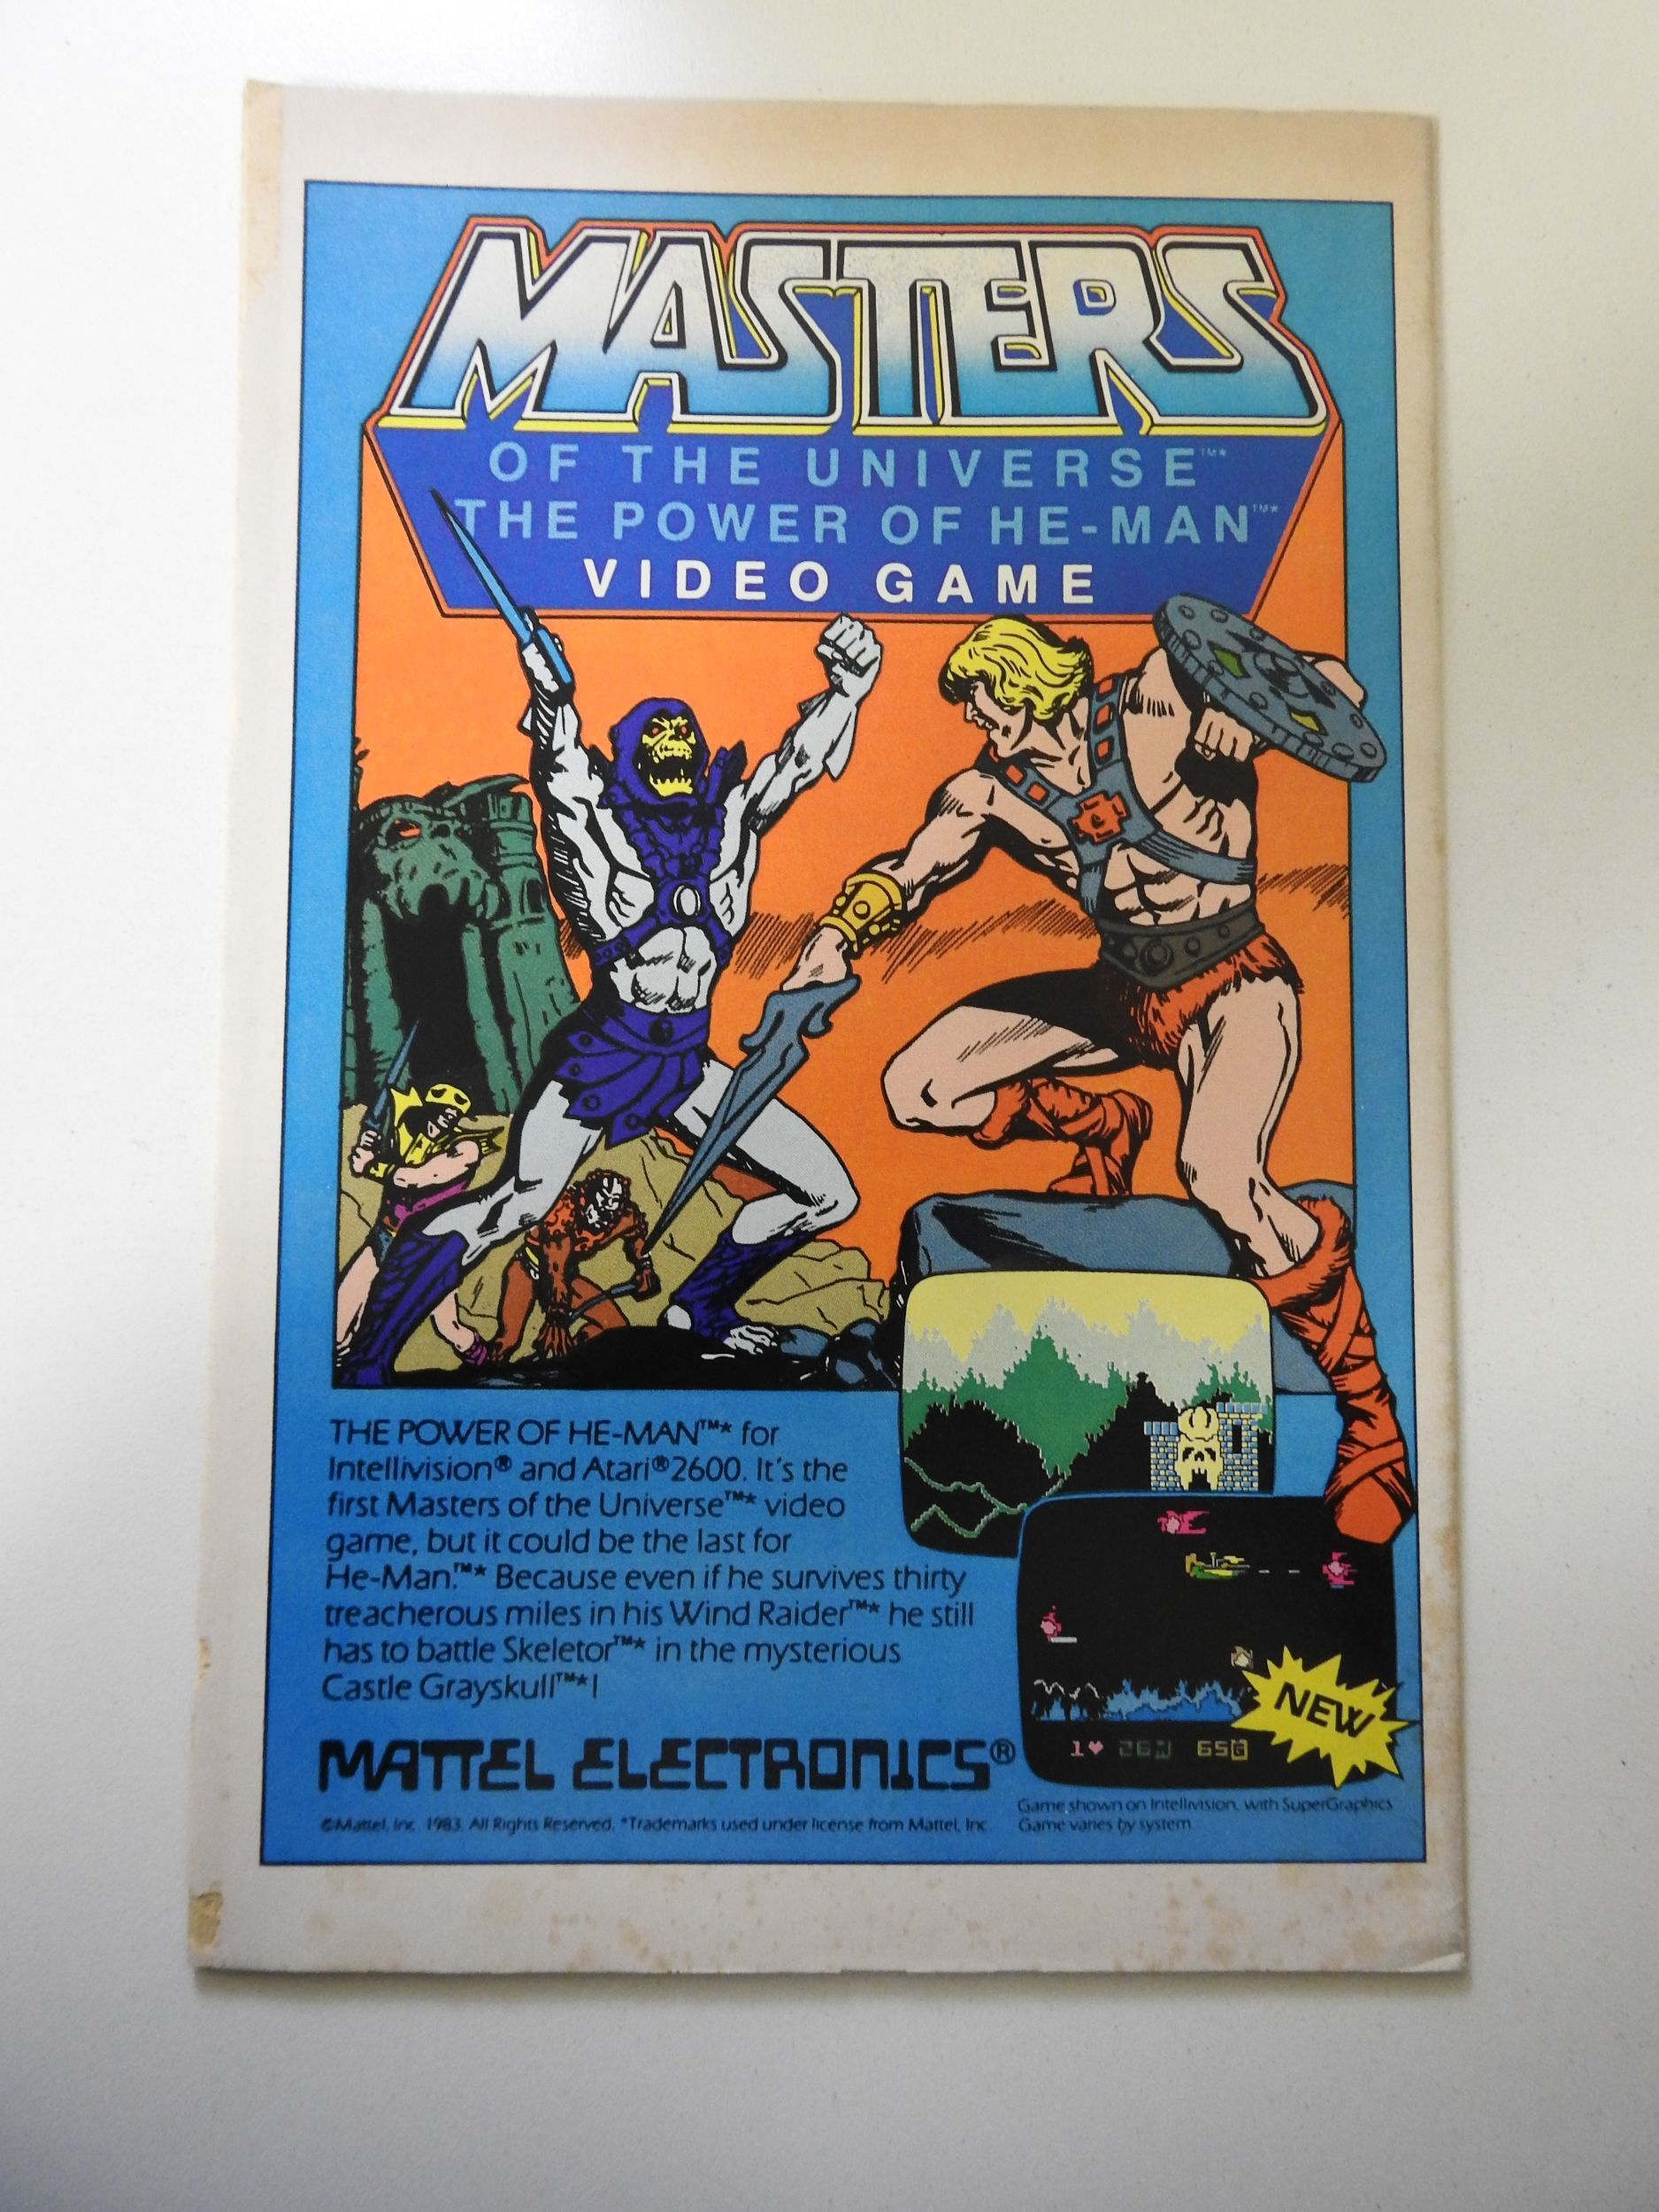 MASTERS
OF THE UNIVERSE™*
THE POWER OF HE-MAN™*
VIDEO GAME
THE POWER OF HE-MAN™* for
Intellivision® and Atari® 2600. It's the
first Masters of the Universe™* video
game, but it could be the last for
He-Man.™* Because even if he survives thirty
treacherous miles in his Wind Raider™* he still
has to battle Skeletor™* in the mysterious
Castle Grayskull™*!
NEW
1♥ 26M 65G
MATTEL ELECTRONICS®
©Mattel, Inc. 1983. All Rights Reserved. *Trademarks used under license from Mattel, Inc.
Game shown on Intellivision, with SuperGraphics
Game varies by system